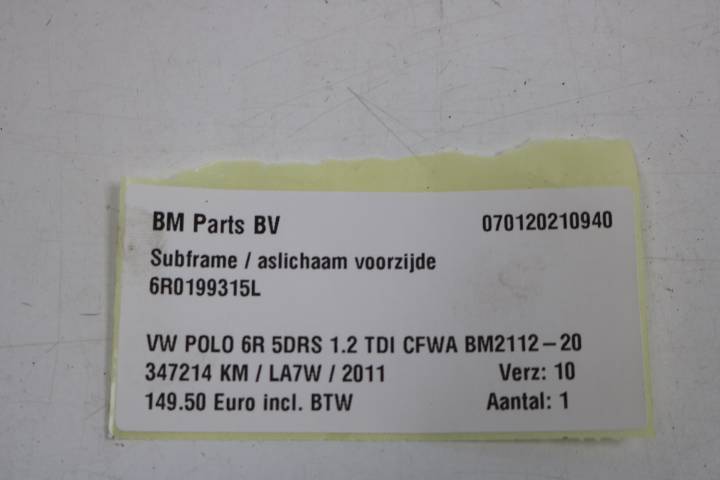 BM Parts BV 070120210940
Subframe / aslichaam voorzijde
6R0199315L
VW POLO 6R 5DRS 1.2 TDI CFWA BM2112-20
347214 KM / LA7W / 2011 Verz: 10
149.50 Euro incl. BTW Aantal: 1